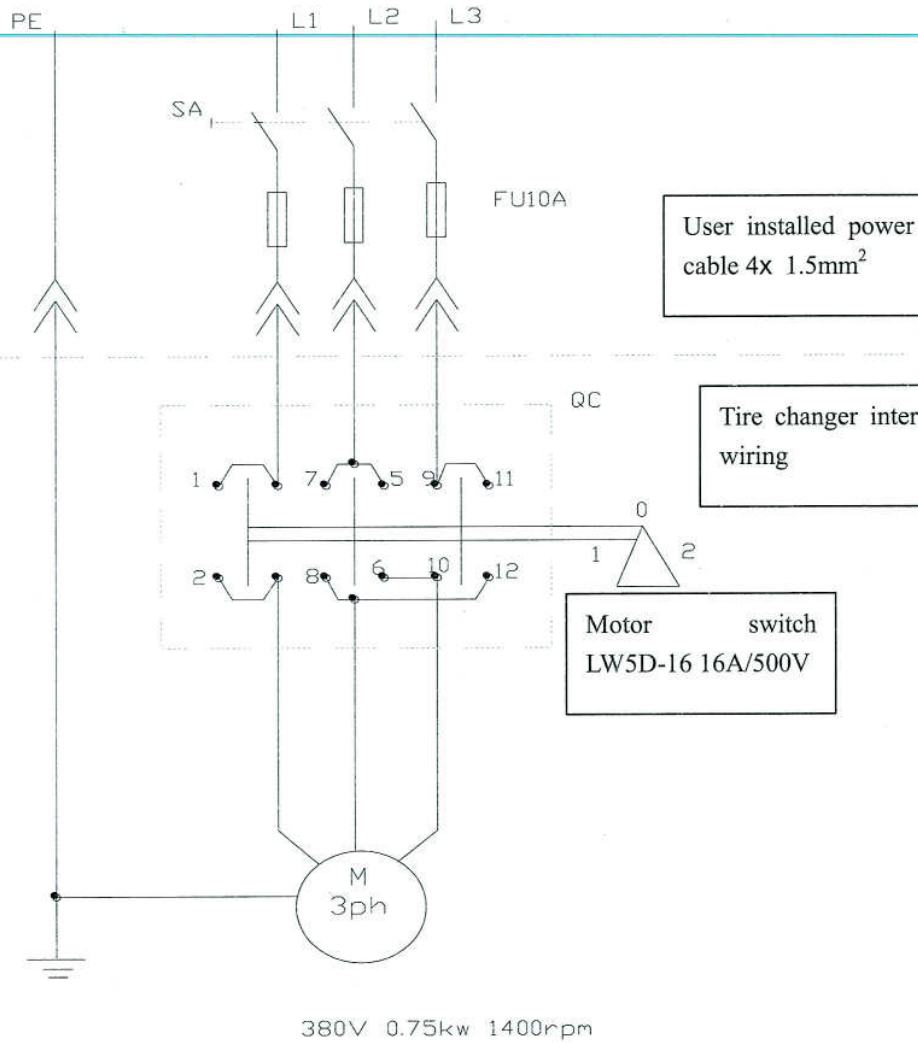 PE L1 L2 L3
SA
FU10A
User installed power
cable 4x 1.5mm²
QC
Tire changer inter
wiring
1 7 5 9 11
0
1 2
2 8 6 10 12
Motor switch
LW5D-16 16A/500V
M
3ph
380V 0.75kw 1400rpm